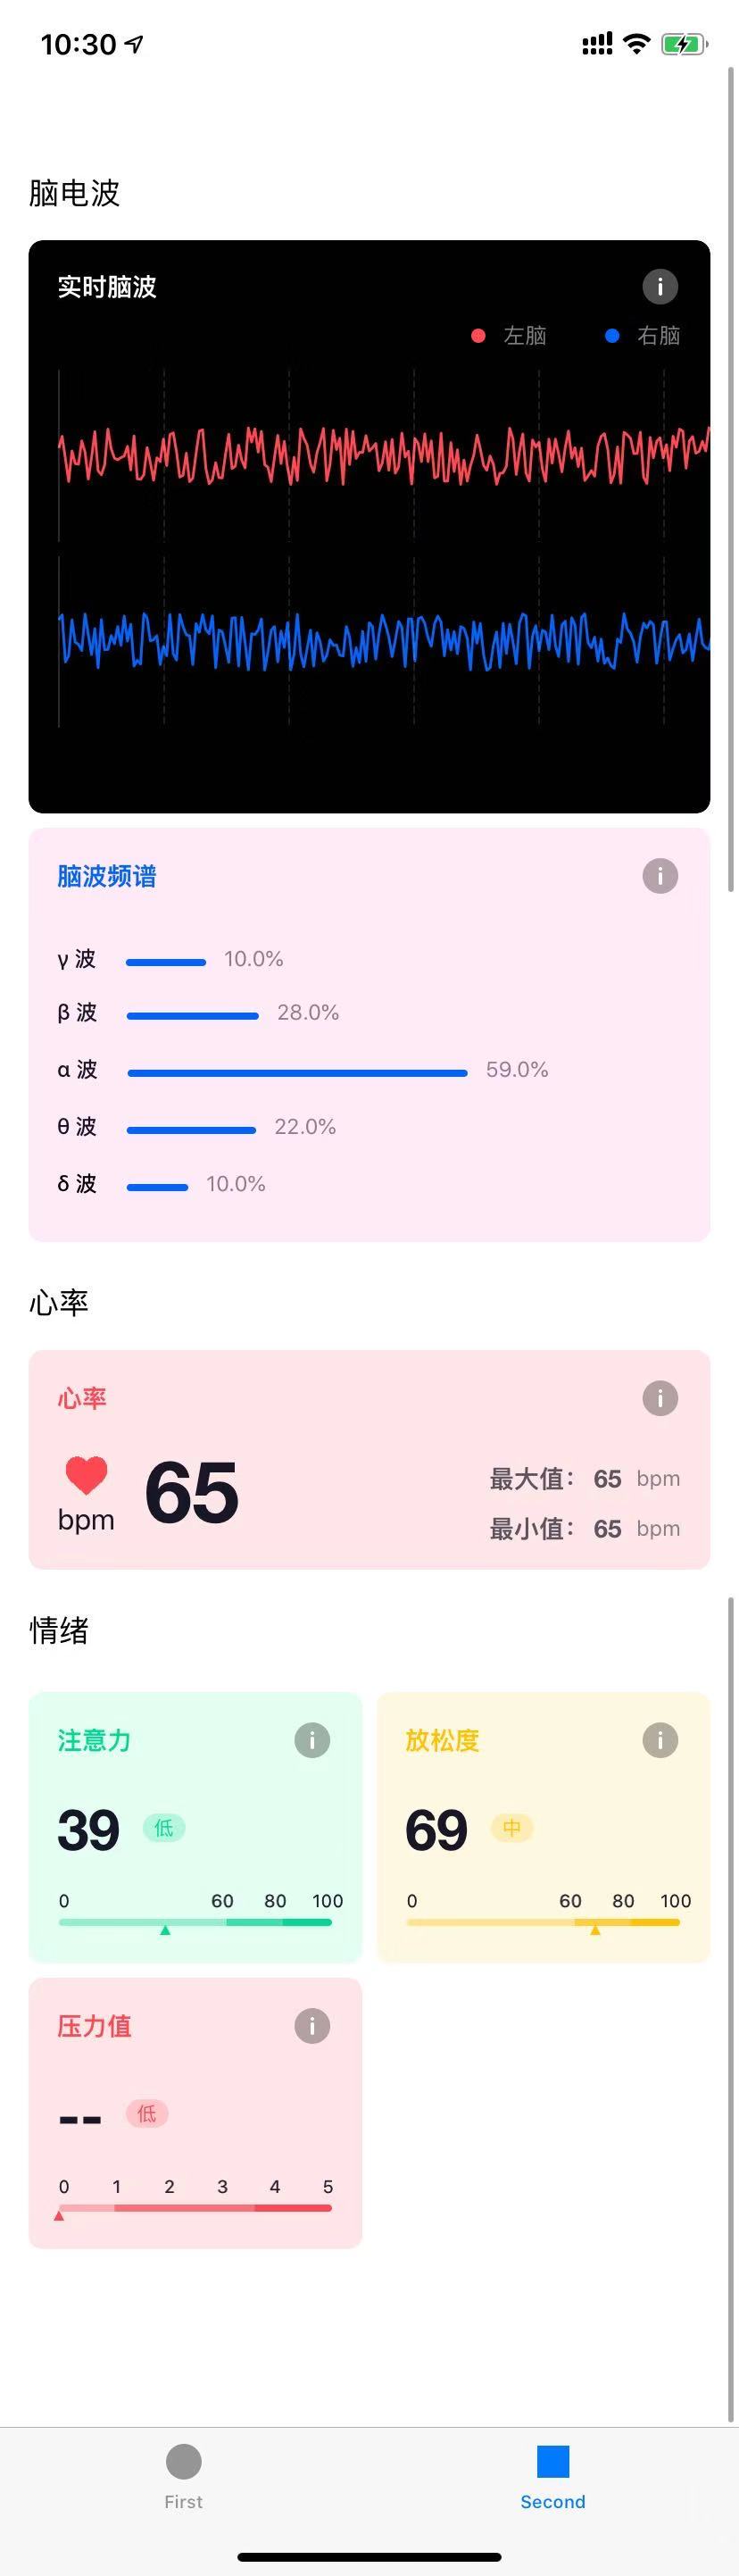 10:30
脑电波
实时脑波
左脑 右脑
脑波频谱
γ 波 10.0%
β 波 28.0%
α 波 59.0%
θ 波 22.0%
δ 波 10.0%
心率
心率
bpm 65
最大值： 65 bpm
最小值： 65 bpm
情绪
注意力
39 低
0 60 80 100
放松度
69 中
0 60 80 100
压力值
-- 低
0 1 2 3 4 5
First Second